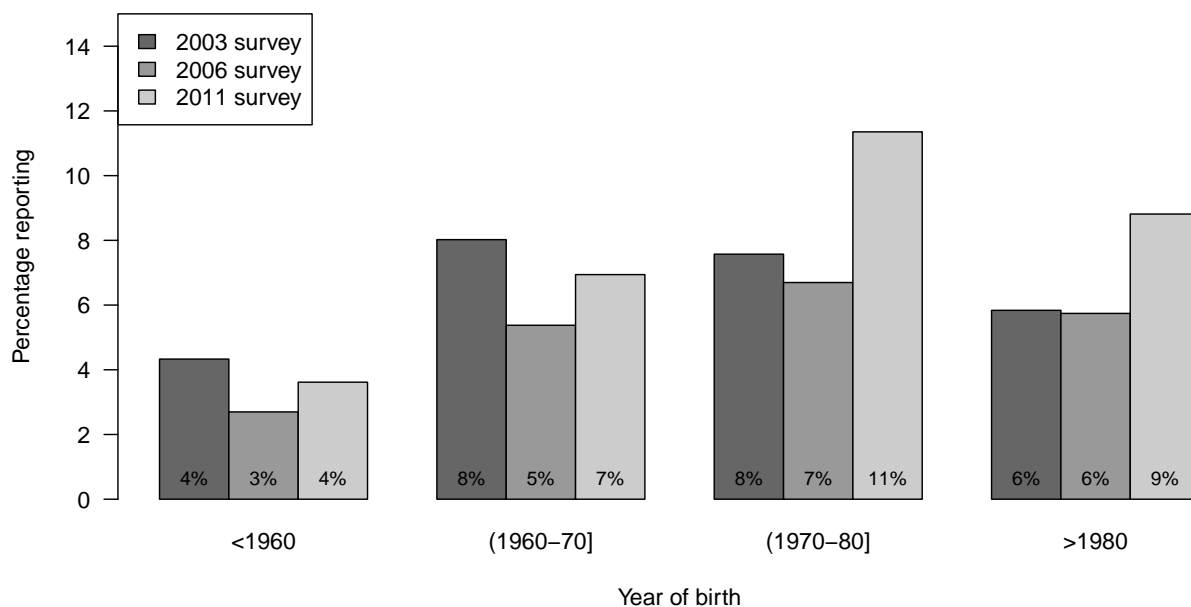 2003 survey
2006 survey
2011 survey
Percentage reporting
14
12
10
8
6
4
2
0
4% 3% 4% 8% 5% 7% 8% 7% 11% 6% 6% 9%
<1960 (1960–70] (1970–80] >1980
Year of birth